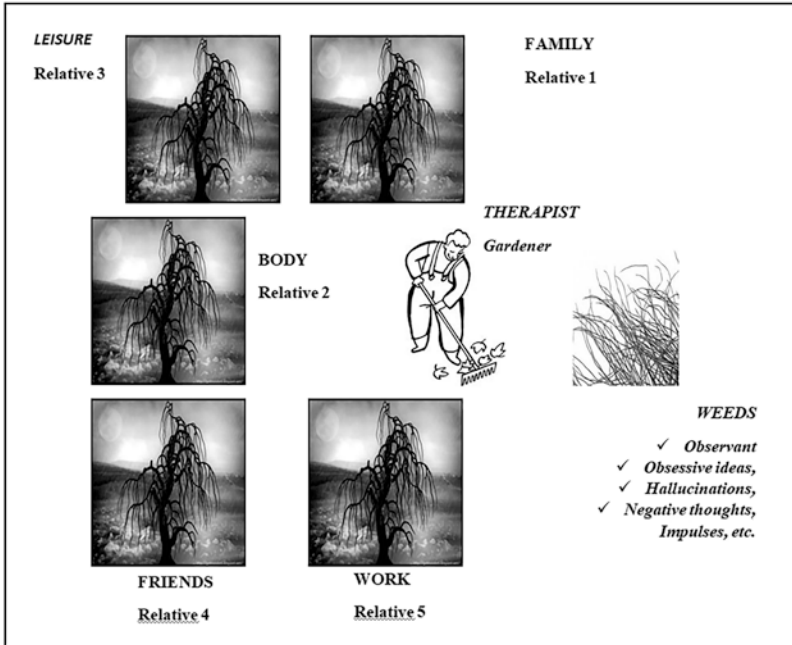 LEISURE
Relative 3
FAMILY
Relative 1
THERAPIST
Gardener
BODY
Relative 2
WEEDS
✓ Observant
✓ Obsessive ideas,
✓ Hallucinations,
✓ Negative thoughts,
Impulses, etc.
FRIENDS
Relative 4
WORK
Relative 5